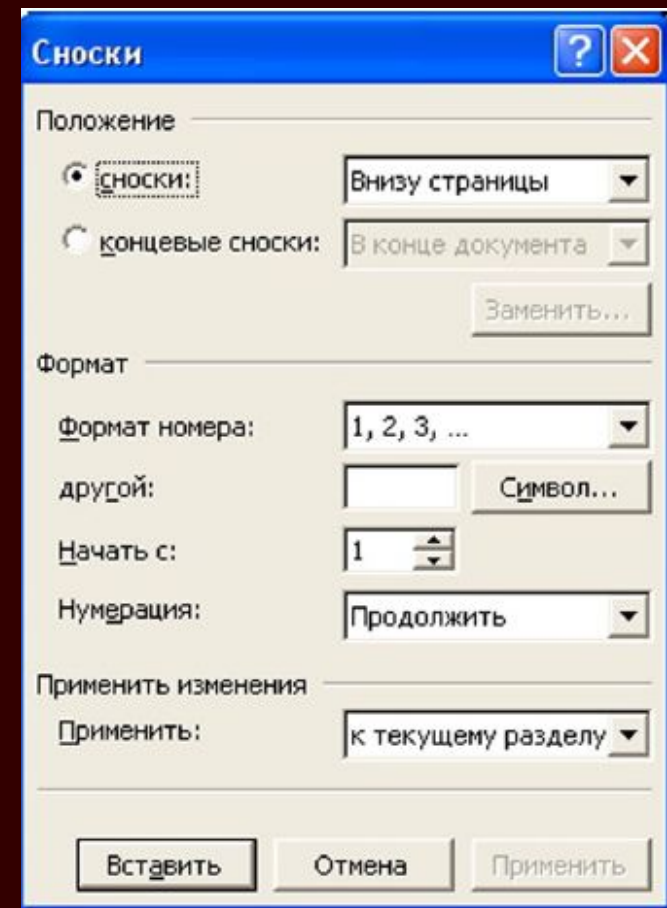 Сноски
Положение
сноски: Внизу страницы
концевые сноски: В конце документа
Заменить...
Формат
Формат номера: 1, 2, 3, ...
другой: Символ...
Начать с: 1
Нумерация: Продолжить
Применить изменения
Применить: к текущему разделу
Вставить Отмена Применить